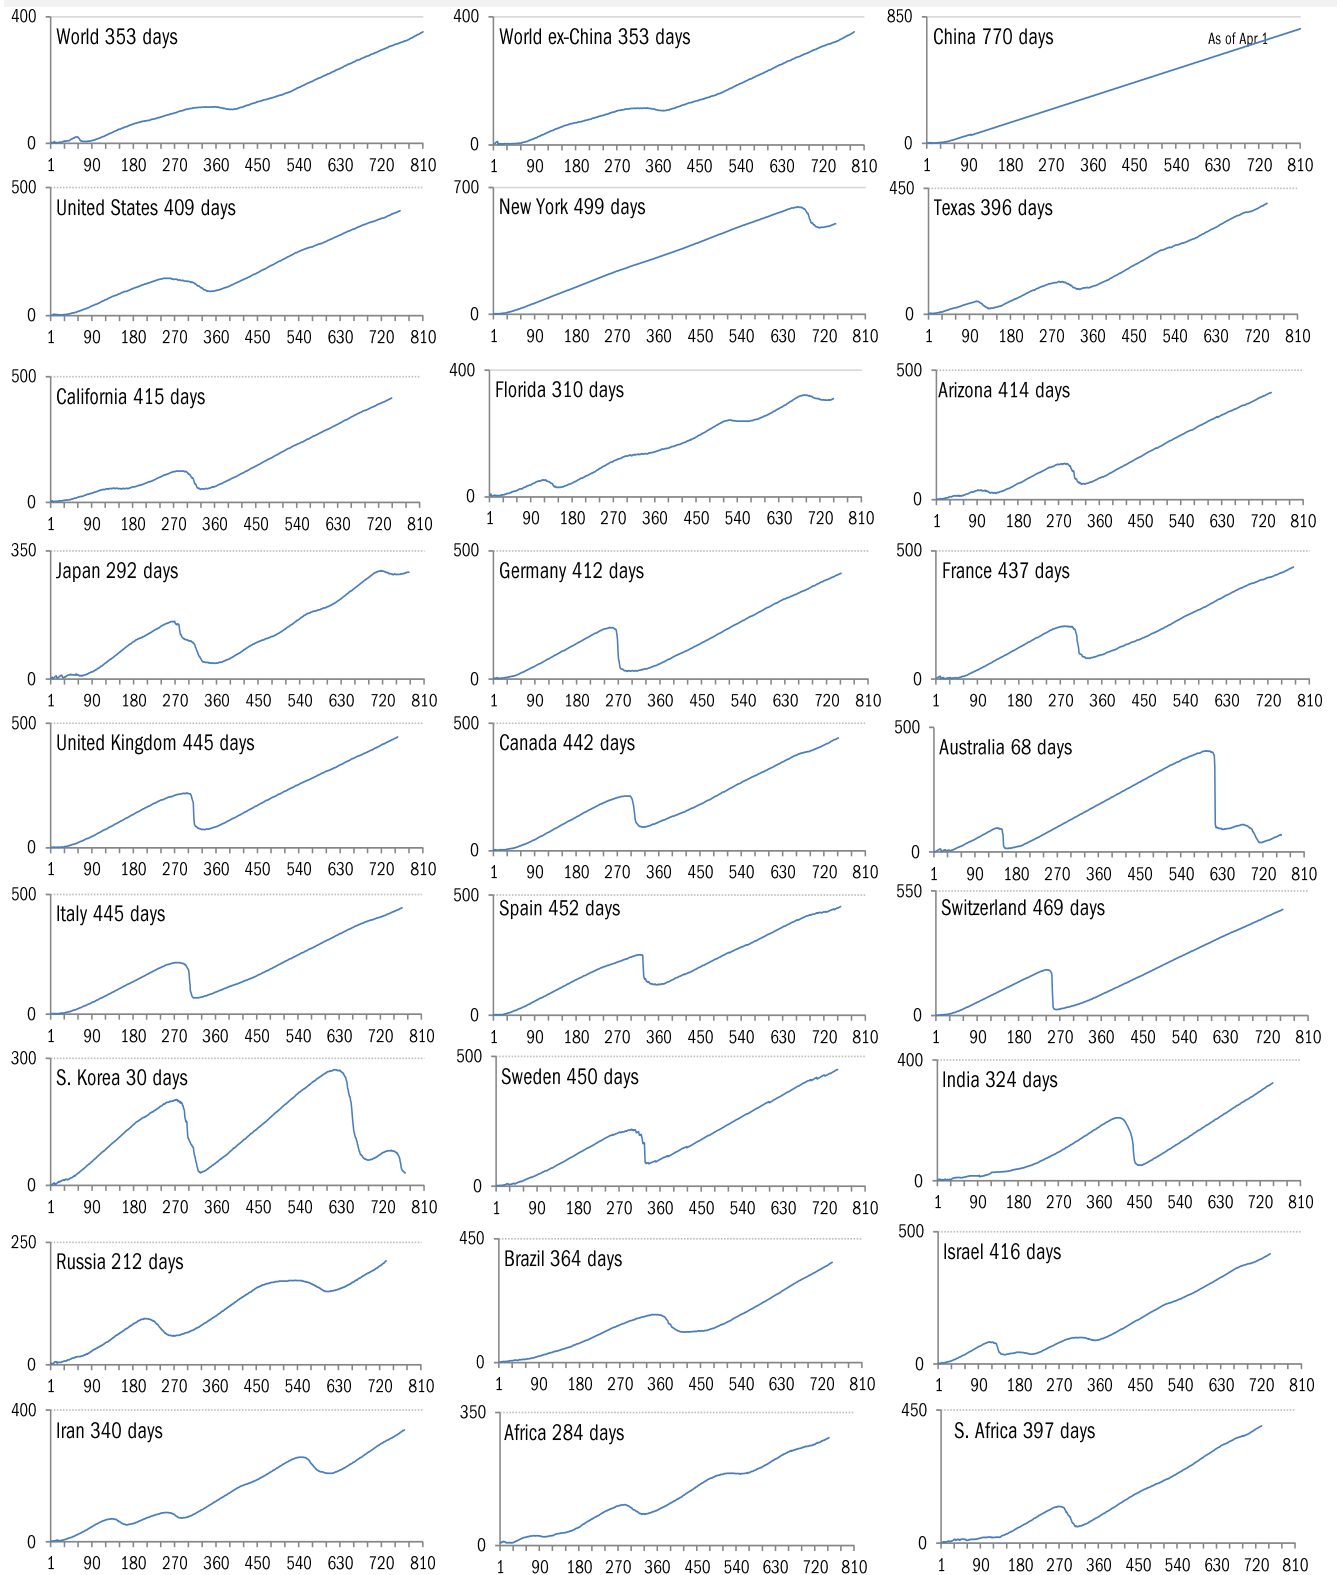 400
World 353 days
0
1 90 180 270 360 450 540 630 720 810
400
World ex-China 353 days
0
1 90 180 270 360 450 540 630 720 810
850
China 770 days
As of Apr 1
0
1 90 180 270 360 450 540 630 720 810
500
United States 409 days
0
1 90 180 270 360 450 540 630 720 810
700
New York 499 days
0
1 90 180 270 360 450 540 630 720 810
450
Texas 396 days
0
1 90 180 270 360 450 540 630 720 810
500
California 415 days
0
1 90 180 270 360 450 540 630 720 810
400
Florida 310 days
0
1 90 180 270 360 450 540 630 720 810
500
Arizona 414 days
0
1 90 180 270 360 450 540 630 720 810
350
Japan 292 days
0
1 90 180 270 360 450 540 630 720 810
500
Germany 412 days
0
1 90 180 270 360 450 540 630 720 810
500
France 437 days
0
1 90 180 270 360 450 540 630 720 810
500
United Kingdom 445 days
0
1 90 180 270 360 450 540 630 720 810
500
Canada 442 days
0
1 90 180 270 360 450 540 630 720 810
500
Australia 68 days
0
1 90 180 270 360 450 540 630 720 810
500
Italy 445 days
0
1 90 180 270 360 450 540 630 720 810
500
Spain 452 days
0
1 90 180 270 360 450 540 630 720 810
550
Switzerland 469 days
0
1 90 180 270 360 450 540 630 720 810
300
S. Korea 30 days
0
1 90 180 270 360 450 540 630 720 810
500
Sweden 450 days
0
1 90 180 270 360 450 540 630 720 810
400
India 324 days
0
1 90 180 270 360 450 540 630 720 810
250
Russia 212 days
0
1 90 180 270 360 450 540 630 720 810
450
Brazil 364 days
0
1 90 180 270 360 450 540 630 720 810
500
Israel 416 days
0
1 90 180 270 360 450 540 630 720 810
400
Iran 340 days
0
1 90 180 270 360 450 540 630 720 810
350
Africa 284 days
0
1 90 180 270 360 450 540 630 720 810
450
S. Africa 397 days
0
1 90 180 270 360 450 540 630 720 810